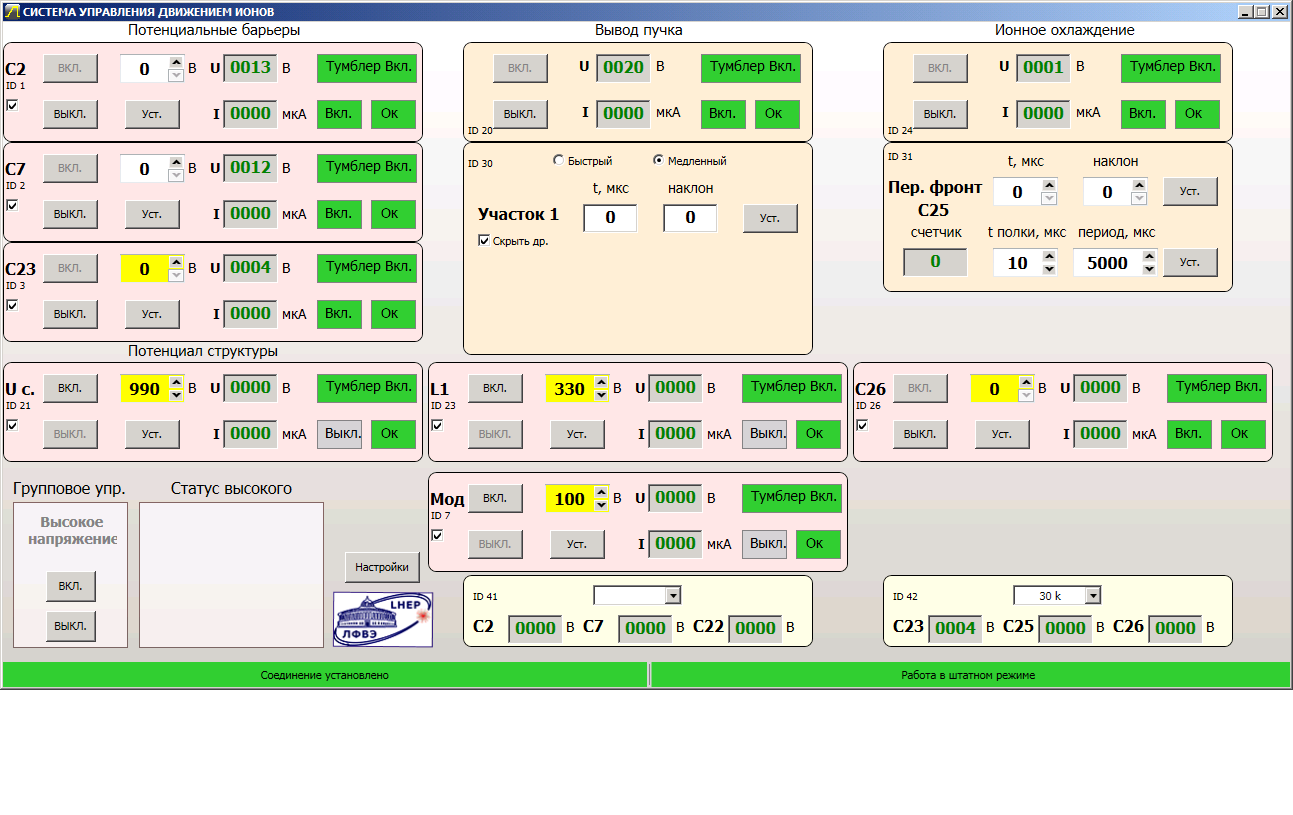 СИСТЕМА УПРАВЛЕНИЯ ДВИЖЕНИЕМ ИОНОВ
Потенциальные барьеры
C2 ВКЛ. 0 В U 0013 В Тумблер Вкл.
ID 1
ВЫКЛ. Уст. I 0000 мкА Вкл. Ок
C7 ВКЛ. 0 В U 0012 В Тумблер Вкл.
ID 2
ВЫКЛ. Уст. I 0000 мкА Вкл. Ок
C23 ВКЛ. 0 В U 0004 В Тумблер Вкл.
ID 3
ВЫКЛ. Уст. I 0000 мкА Вкл. Ок
Вывод пучка
ВКЛ. U 0020 В Тумблер Вкл.
ID 20 ВЫКЛ. I 0000 мкА Вкл. Ок
ID 30 Быстрый Медленный
t, мкс наклон
Участок 1 0 0 Уст.
Скрыть др.
Ионное охлаждение
ВКЛ. U 0001 В Тумблер Вкл.
ID 24 ВЫКЛ. I 0000 мкА Вкл. Ок
ID 31 t, мкс наклон
Пер. фронт 0 0 Уст.
C25
счетчик t полки, мкс период, мкс
0 10 5000 Уст.
Потенциал структуры
U с. ВКЛ. 990 В U 0000 В Тумблер Вкл.
ID 21
ВЫКЛ. Уст. I 0000 мкА Выкл. Ок
L1 ВКЛ. 330 В U 0000 В Тумблер Вкл.
ID 23
ВЫКЛ. Уст. I 0000 мкА Выкл. Ок
C26 ВКЛ. 0 В U 0000 В Тумблер Вкл.
ID 26
ВЫКЛ. Уст. I 0000 мкА Вкл. Ок
Групповое упр. Статус высокого
Высокое
напряжение
ВКЛ.
ВЫКЛ.
Настройки
LHEP
ЛФВЭ
Мод ВКЛ. 100 В U 0000 В Тумблер Вкл.
ID 7
ВЫКЛ. Уст. I 0000 мкА Выкл. Ок
ID 41
C2 0000 В C7 0000 В C22 0000 В
ID 42 30 k
C23 0004 В C25 0000 В C26 0000 В
Соединение установлено Работа в штатном режиме